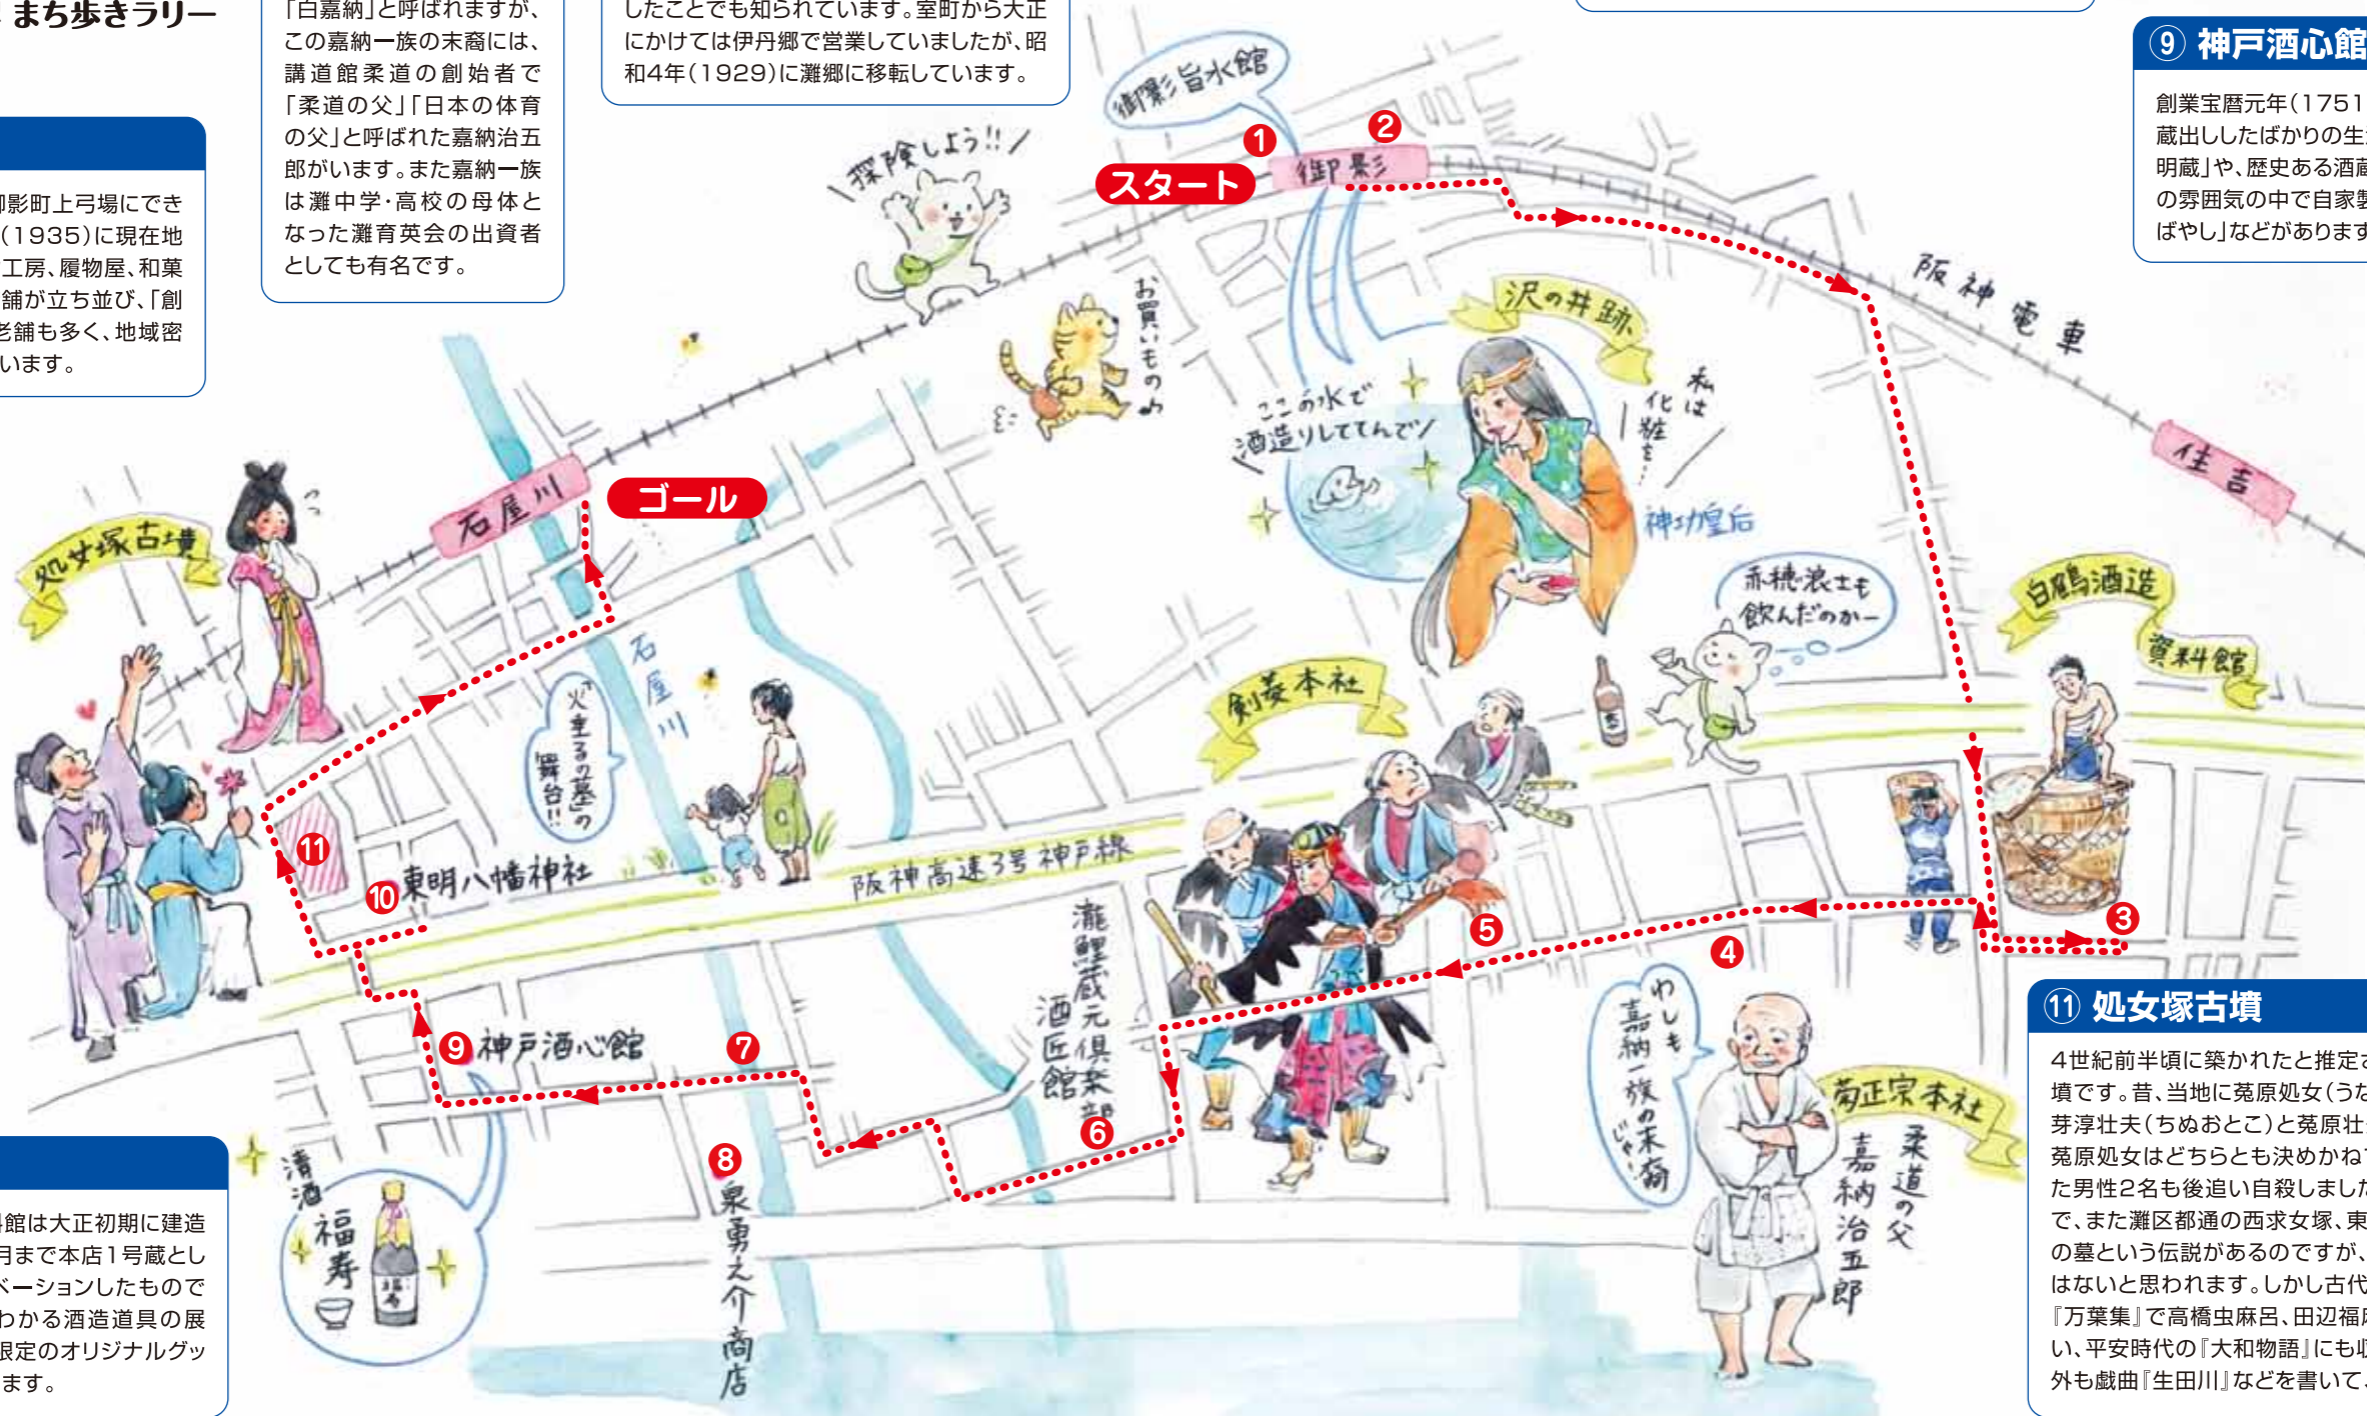 まち歩きラリー
「白嘉納」と呼ばれますが、
この嘉納一族の末裔には、
講道館柔道の創始者で
「柔道の父」「日本の体育
の父」と呼ばれた嘉納治五
郎がいます。また嘉納一族
は灘中学・高校の母体と
なった灘育英会の出資者
としても有名です。
したことでも知られています。室町から大正
にかけては伊丹郷で営業していましたが、昭
和4年(1929)に灘郷に移転しています。
⑨ 神戸酒心館
創業宝暦元年(1751
蔵出ししたばかりの生
明蔵」や、歴史ある酒蔵
の雰囲気の中で自家製
ばやし」などがあります
御影町上弓場にでき
(1935)に現在地
工房、履物屋、和菓
舗が立ち並び、「創
老舗も多く、地域密
います。
御影旨水館
探険しよう!!
スタート
①
②
御影
お買いもの♪
阪神電車
住吉
沢の井跡
ここの水で
酒造りしててんで
私は
化粧を…
神功皇后
石屋川
ゴール
処女塚古墳
石屋川
「火垂るの墓」の
舞台!!
剣菱本社
赤穂浪士も
飲んだのかー
白鶴酒造
資料館
阪神高速3号神戸線
⑪
⑩ 東明八幡神社
③
④
⑤
瀧鯉蔵元倶楽部
酒匠館
⑥
⑦
⑨ 神戸酒心館
⑧
泉勇之介商店
清酒
福寿
福寿
わしも
嘉納一族の末裔
じゃ!
菊正宗本社
柔道の父
嘉納治五郎
料館は大正初期に建造
月まで本店1号蔵とし
ベーションしたもので
わかる酒造道具の展
限定のオリジナルグッ
ます。
⑪ 処女塚古墳
4世紀前半頃に築かれたと推定さ
墳です。昔、当地に菟原処女(うな
芽淳壮夫(ちぬおとこ)と菟原壮
菟原処女はどちらとも決めかね
た男性2名も後追い自殺しました
で、また灘区都通の西求女塚、東
の墓という伝説があるのですが、
はないと思われます。しかし古代
『万葉集』で高橋虫麻呂、田辺福
い、平安時代の『大和物語』にも
外も戯曲『生田川』などを書いて、